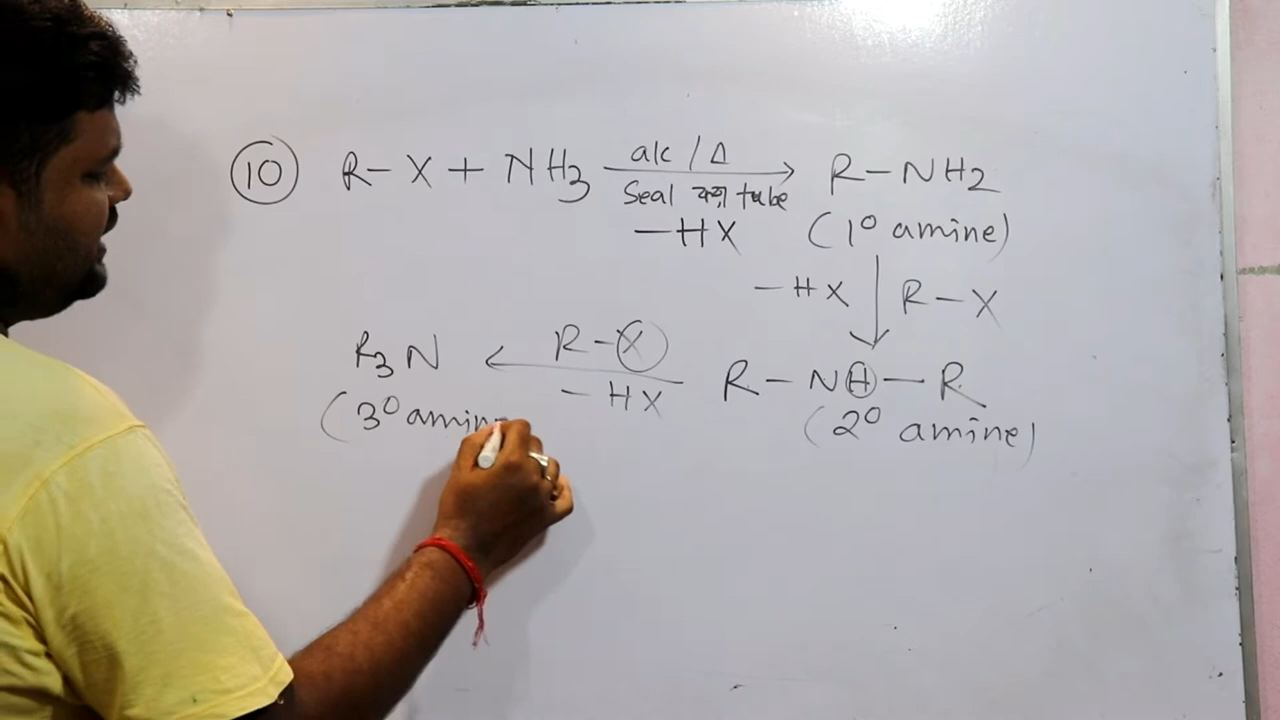 (10) R-X + NH3 alc / Δ → R-NH2
Seal tube
-HX (1° amine)
-HX ↓ R-X
R3N ← R-X R-NH-R
-HX
(3° amin (2° amine)